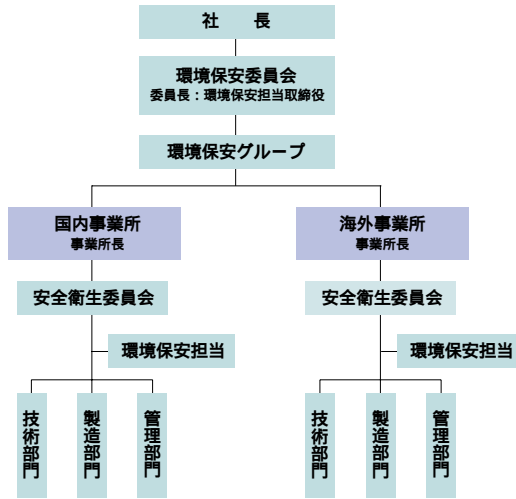 社　長
環境保安委員会
委員長：環境保安担当取締役
環境保安グループ
国内事業所
事業所長
海外事業所
事業所長
安全衛生委員会
安全衛生委員会
環境保安担当
環境保安担当
技術部門
製造部門
管理部門
技術部門
製造部門
管理部門